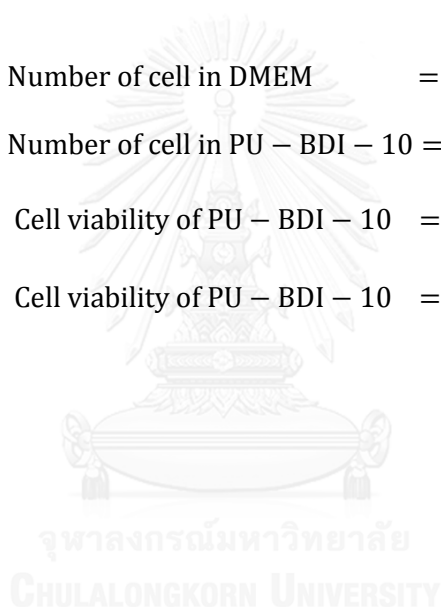 Number of cell in DMEM =
Number of cell in PU − BDI − 10 =
Cell viability of PU − BDI − 10 =
Cell viability of PU − BDI − 10 =
จุฬาลงกรณ์มหาวิทยาลัย
CHULALONGKORN UNIVERSITY